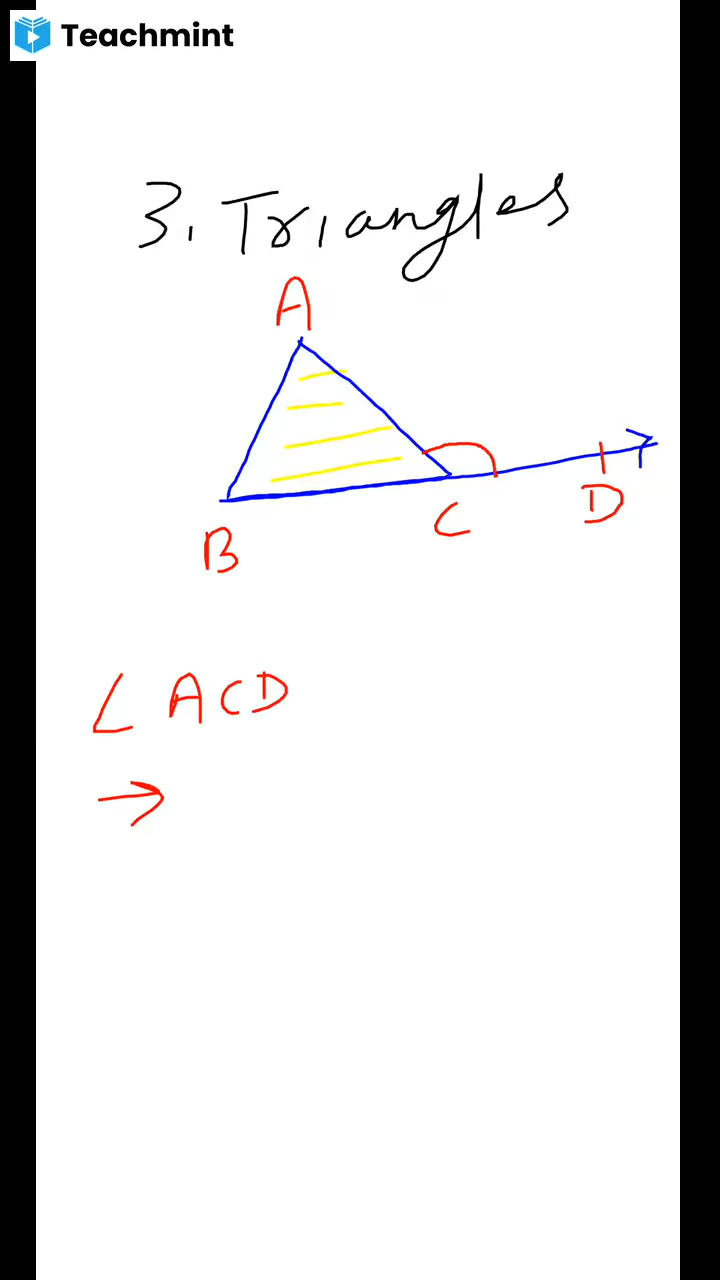 Teachmint
3. Triangles
A
B
C
D
∠ ACD
→